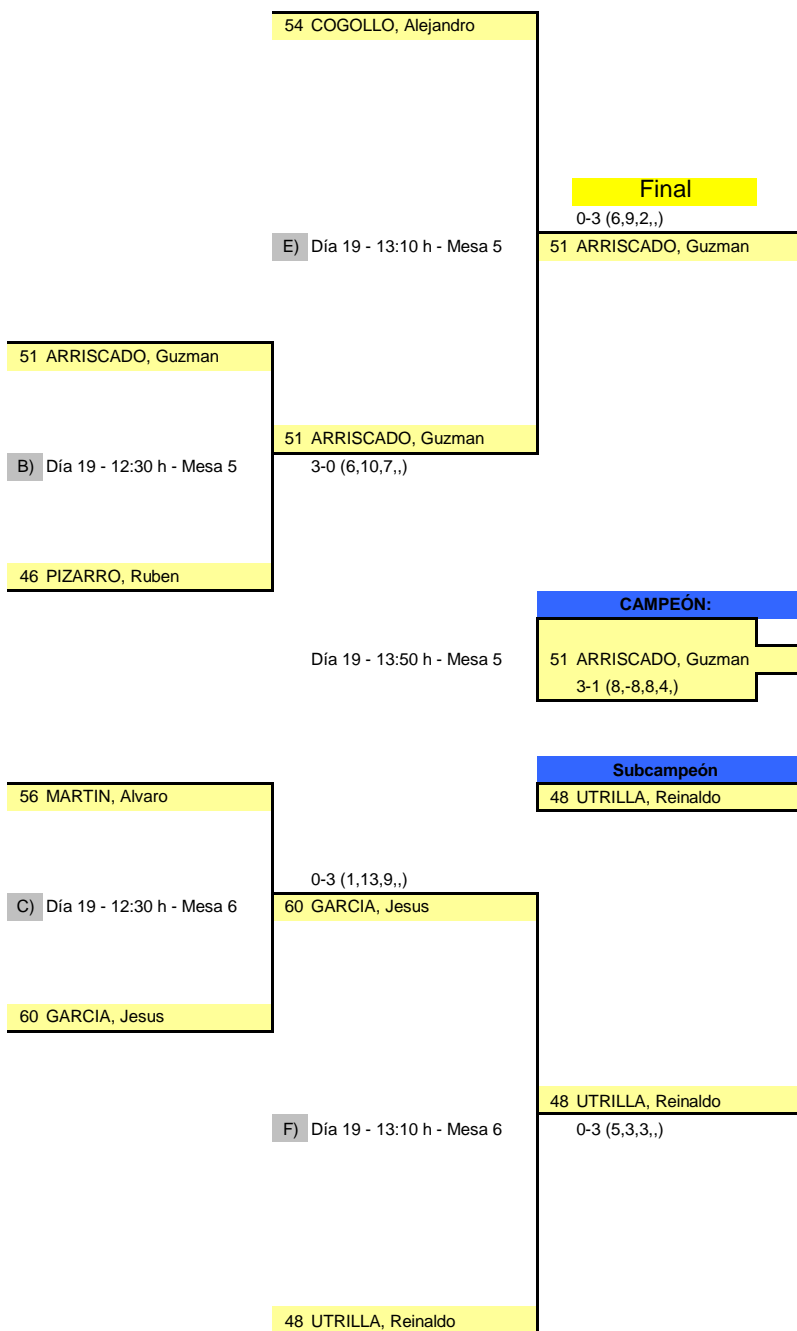 54 COGOLLO, Alejandro
Final
0-3 (6,9,2,,)
E) Día 19 - 13:10 h - Mesa 5
51 ARRISCADO, Guzman
51 ARRISCADO, Guzman
51 ARRISCADO, Guzman
B) Día 19 - 12:30 h - Mesa 5
3-0 (6,10,7,,)
46 PIZARRO, Ruben
CAMPEÓN:
Día 19 - 13:50 h - Mesa 5
51 ARRISCADO, Guzman
3-1 (8,-8,8,4,)
Subcampeón
56 MARTIN, Alvaro
48 UTRILLA, Reinaldo
0-3 (1,13,9,,)
C) Día 19 - 12:30 h - Mesa 6
60 GARCIA, Jesus
60 GARCIA, Jesus
48 UTRILLA, Reinaldo
F) Día 19 - 13:10 h - Mesa 6
0-3 (5,3,3,,)
48 UTRILLA, Reinaldo